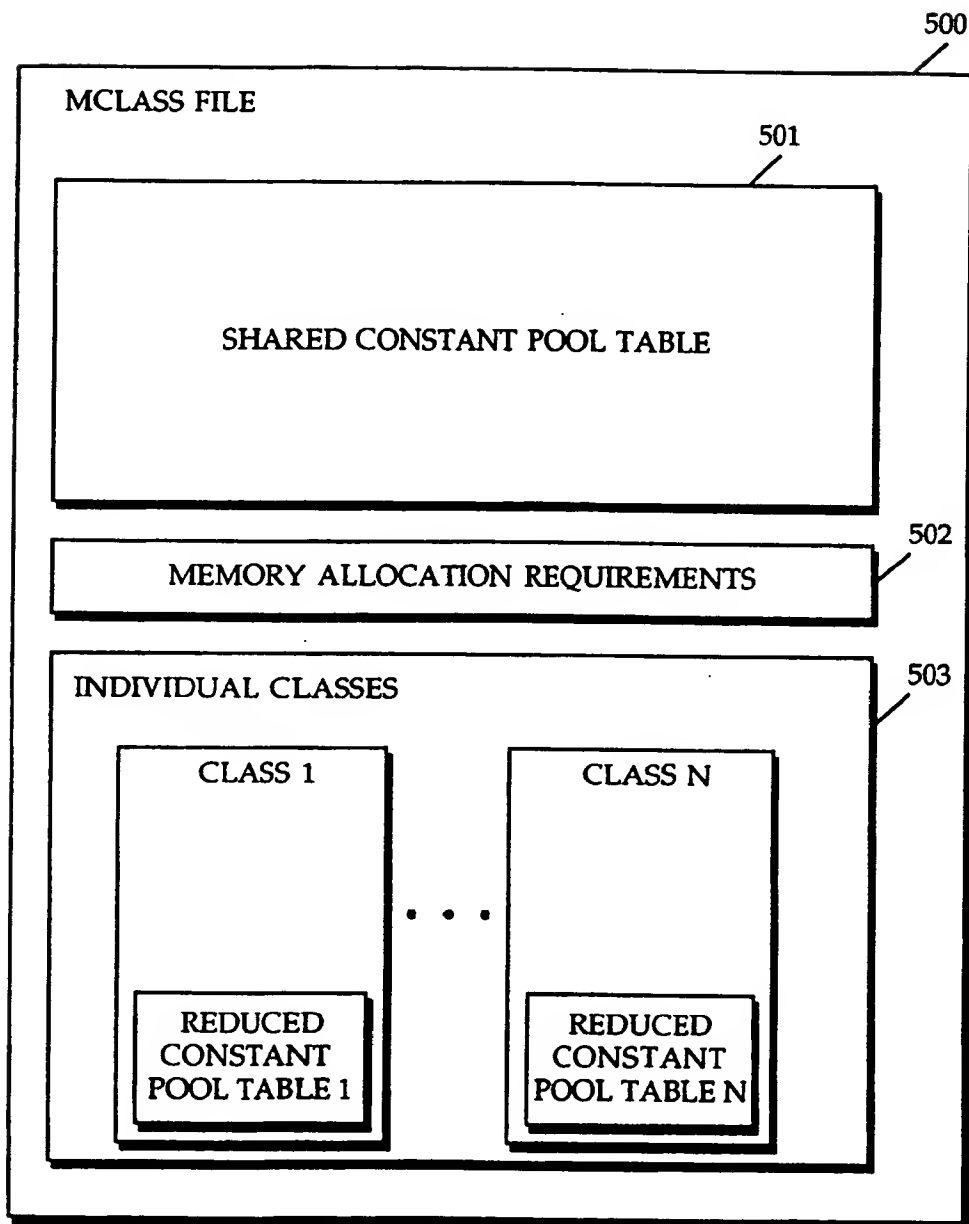 500
MCLASS FILE
501
SHARED CONSTANT POOL TABLE
502
MEMORY ALLOCATION REQUIREMENTS
503
INDIVIDUAL CLASSES
CLASS 1
REDUCED
CONSTANT
POOL TABLE 1
• • •
CLASS N
REDUCED
CONSTANT
POOL TABLE N